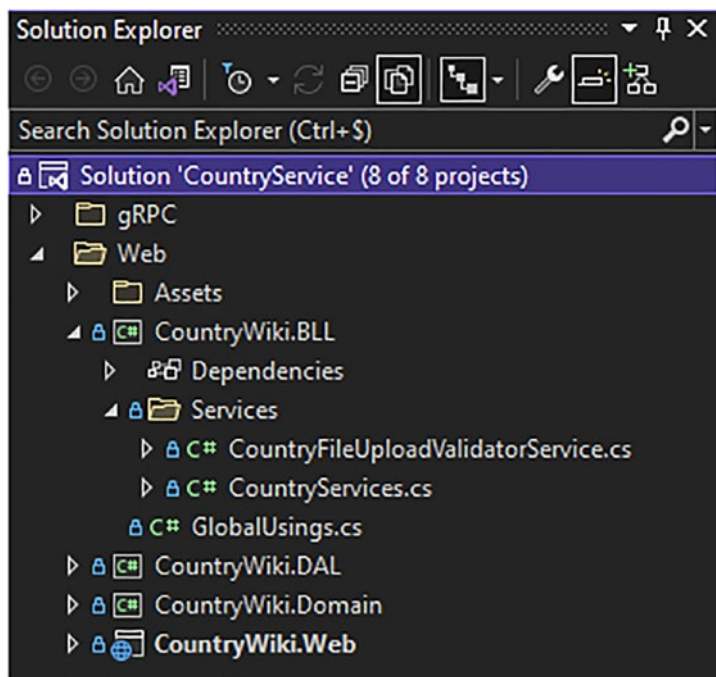 Solution Explorer
Search Solution Explorer (Ctrl+$)
Solution 'CountryService' (8 of 8 projects)
gRPC
Web
Assets
C# CountryWiki.BLL
Dependencies
Services
C# CountryFileUploadValidatorService.cs
C# CountryServices.cs
C# GlobalUsings.cs
C# CountryWiki.DAL
C# CountryWiki.Domain
CountryWiki.Web